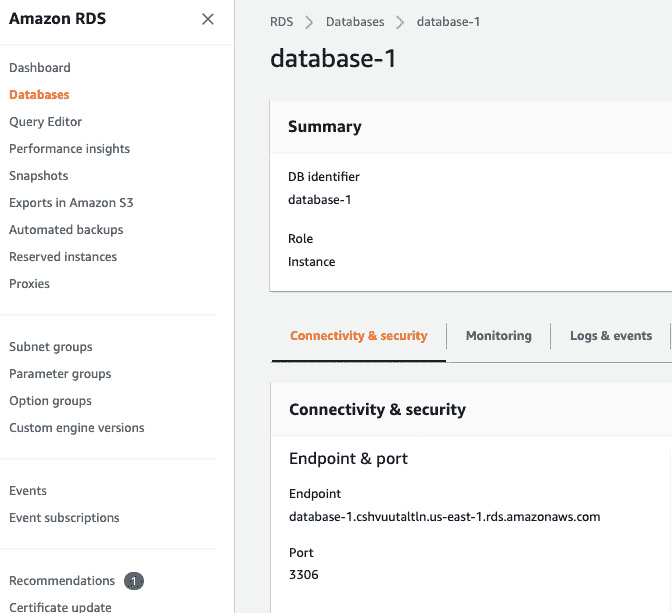 Amazon RDS
Dashboard
Databases
Query Editor
Performance insights
Snapshots
Exports in Amazon S3
Automated backups
Reserved instances
Proxies
Subnet groups
Parameter groups
Option groups
Custom engine versions
Events
Event subscriptions
Recommendations 1
Certificate update
RDS > Databases > database-1
database-1
Summary
DB identifier
database-1
Role
Instance
Connectivity & security Monitoring Logs & events
Connectivity & security
Endpoint & port
Endpoint
database-1.cshvuutaltln.us-east-1.rds.amazonaws.com
Port
3306